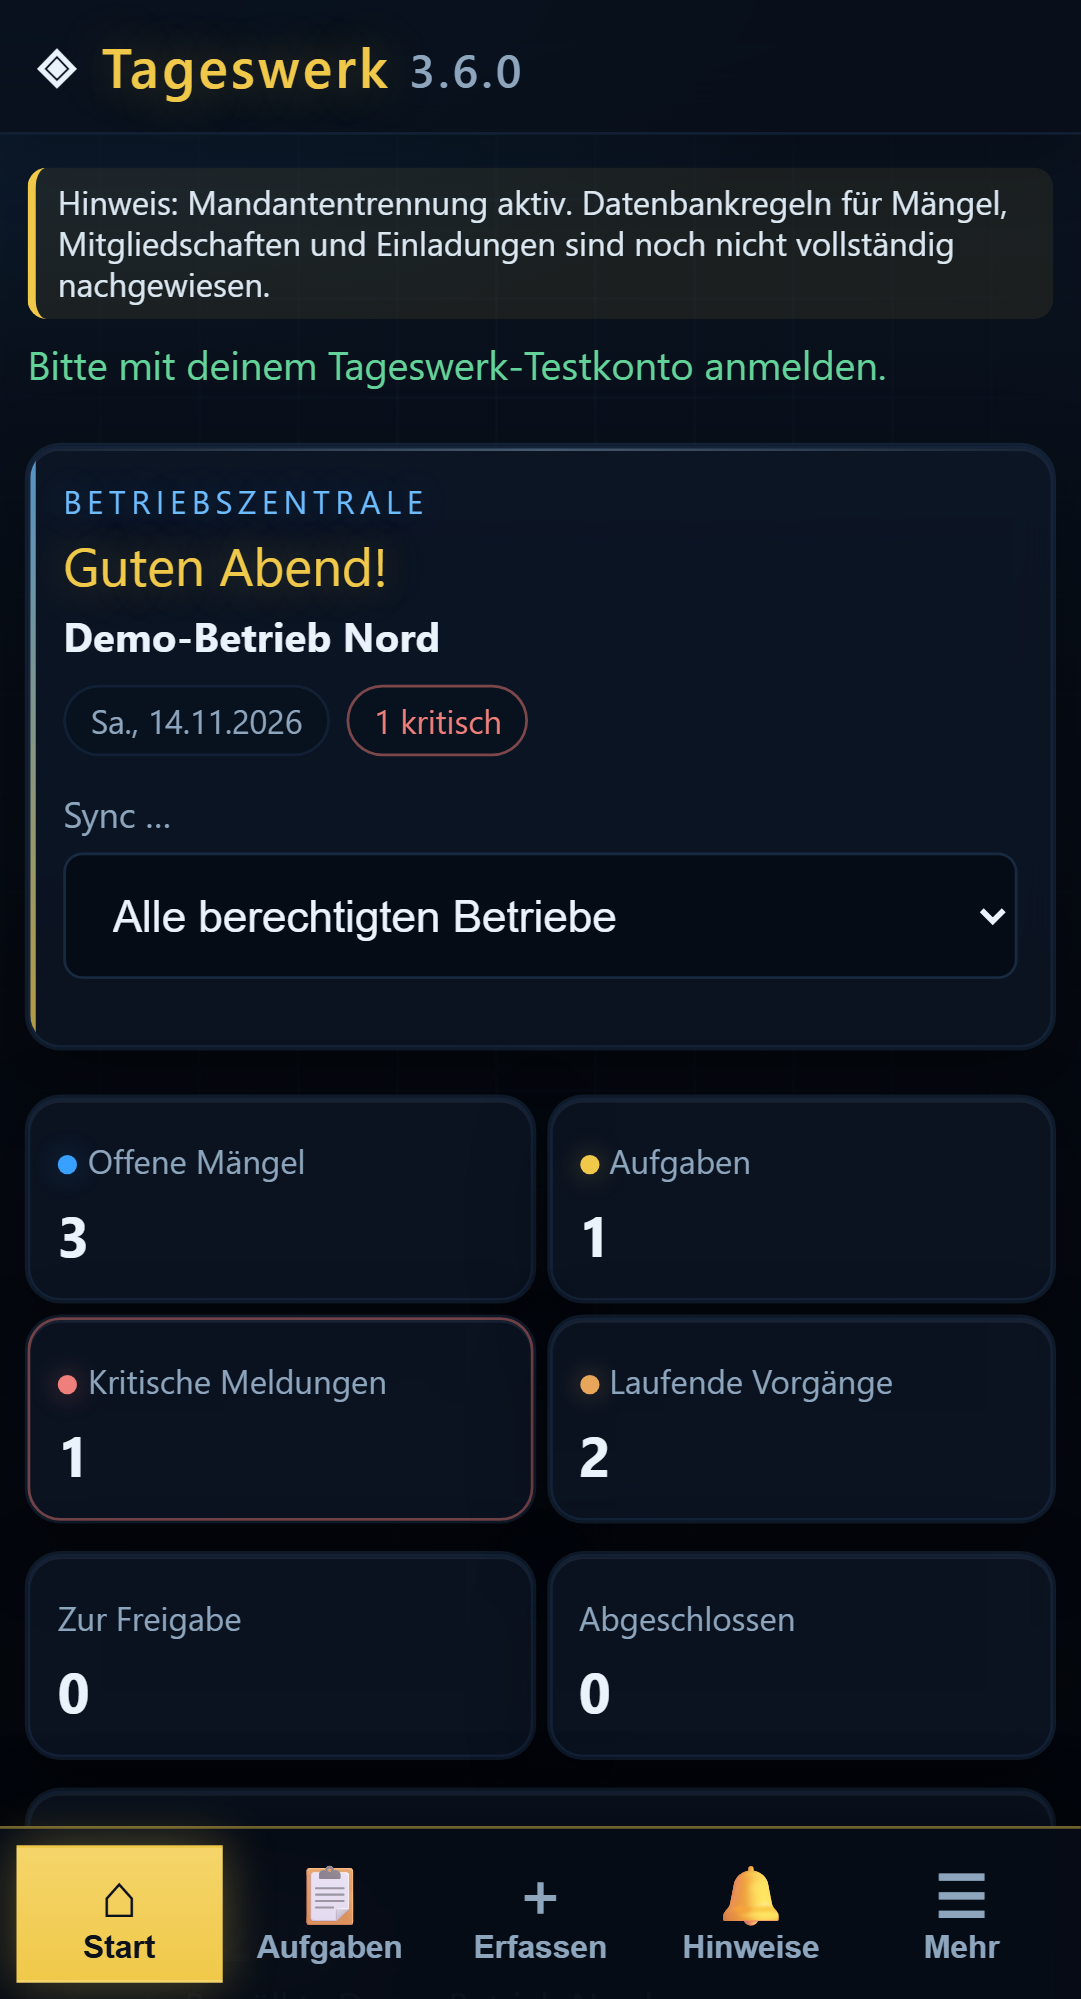 Tageswerk 3.6.0
Hinweis: Mandantentrennung aktiv. Datenbankregeln für Mängel,
Mitgliedschaften und Einladungen sind noch nicht vollständig
nachgewiesen.
Bitte mit deinem Tageswerk-Testkonto anmelden.
BETRIEBSZENTRALE
Guten Abend!
Demo-Betrieb Nord
Sa., 14.11.2026
1 kritisch
Sync ...
Alle berechtigten Betriebe
Offene Mängel
3
Aufgaben
1
Kritische Meldungen
1
Laufende Vorgänge
2
Zur Freigabe
0
Abgeschlossen
0
Start
Aufgaben
Erfassen
Hinweise
Mehr